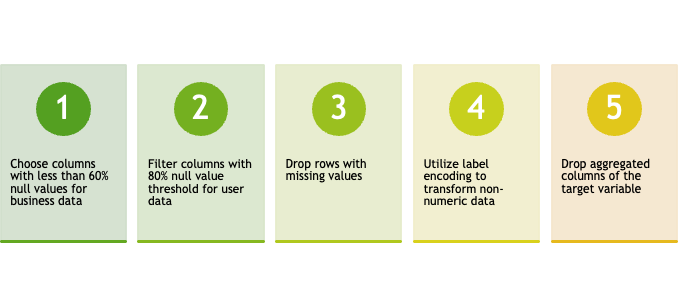 1
Choose columns
with less than 60%
null values for
business data
2
Filter columns with
80% null value
threshold for user
data
3
Drop rows with
missing values
4
Utilize label
encoding to
transform non-
numeric data
5
Drop aggregated
columns of the
target variable